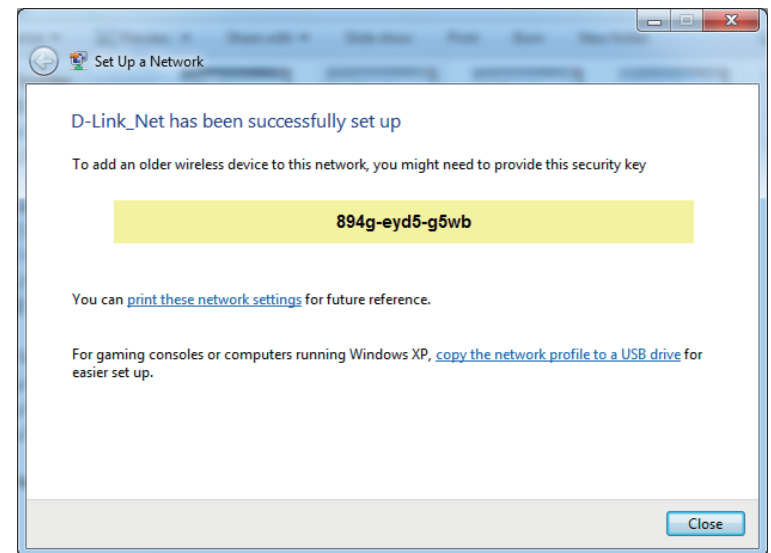 Set Up a Network
D-Link_Net has been successfully set up
To add an older wireless device to this network, you might need to provide this security key
894g-eyd5-g5wb
You can print these network settings for future reference.
For gaming consoles or computers running Windows XP, copy the network profile to a USB drive for
easier set up.
Close